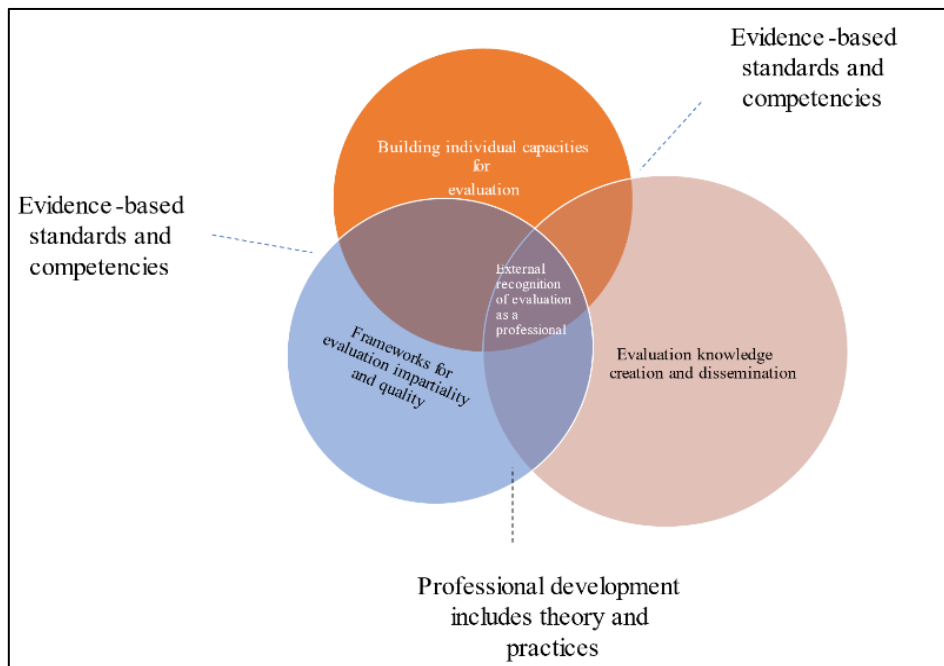 Evidence-based
standards and
competencies
Building individual capacities
for
evaluation
Evidence-based
standards and
competencies
External
recognition
of evaluation
as a
professional
Frameworks for
evaluation impartiality
and quality
Evaluation knowledge
creation and dissemination
Professional development
includes theory and
practices